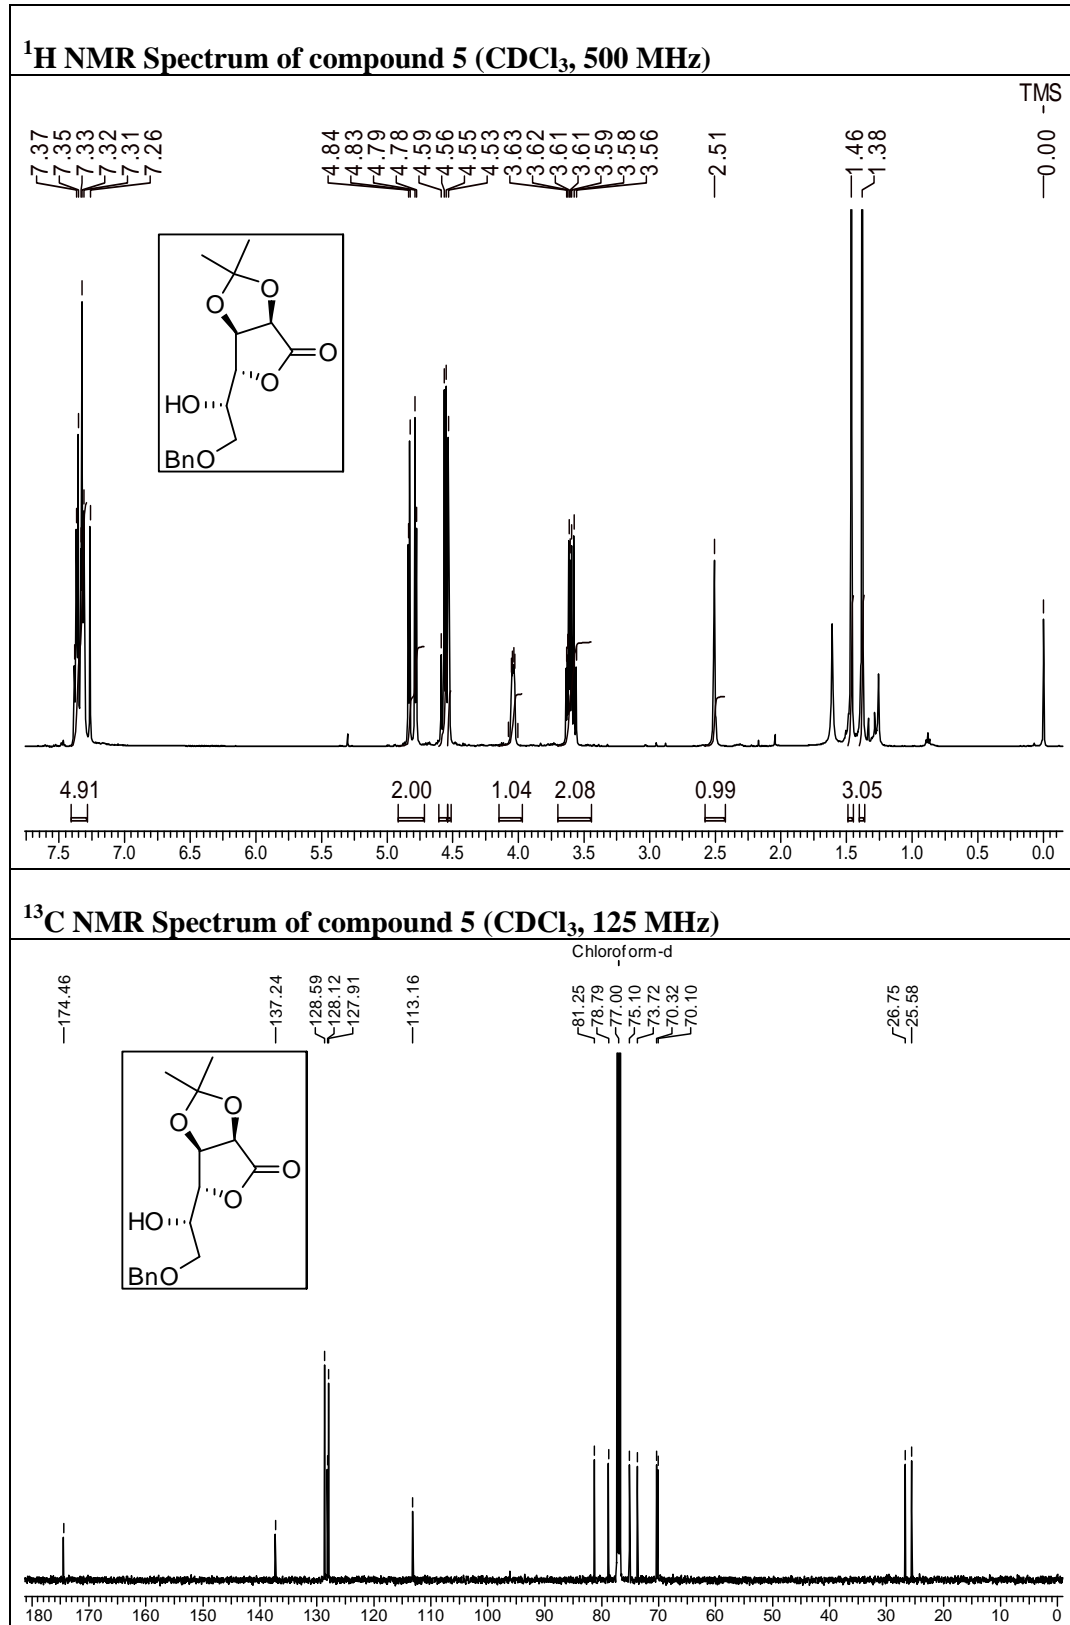 ¹H NMR Spectrum of compound 5 (CDCl₃, 500 MHz)
TMS
7.37 7.35 7.33 7.32 7.31 7.26 4.84 4.83 4.79 4.78 4.59 4.56 4.55 4.53 3.63 3.62 3.61 3.61 3.59 3.58 3.56 2.51 1.46 1.38 0.00
O O
O
O
HO
BnO
4.91 2.00 1.04 2.08 0.99 3.05
7.5 7.0 6.5 6.0 5.5 5.0 4.5 4.0 3.5 3.0 2.5 2.0 1.5 1.0 0.5 0.0
¹³C NMR Spectrum of compound 5 (CDCl₃, 125 MHz)
Chloroform-d
174.46 137.24 128.59 128.12 127.91 113.16 81.25 78.79 77.00 75.10 73.72 70.32 70.10 26.75 25.58
O O
O
O
HO
BnO
180 170 160 150 140 130 120 110 100 90 80 70 60 50 40 30 20 10 0